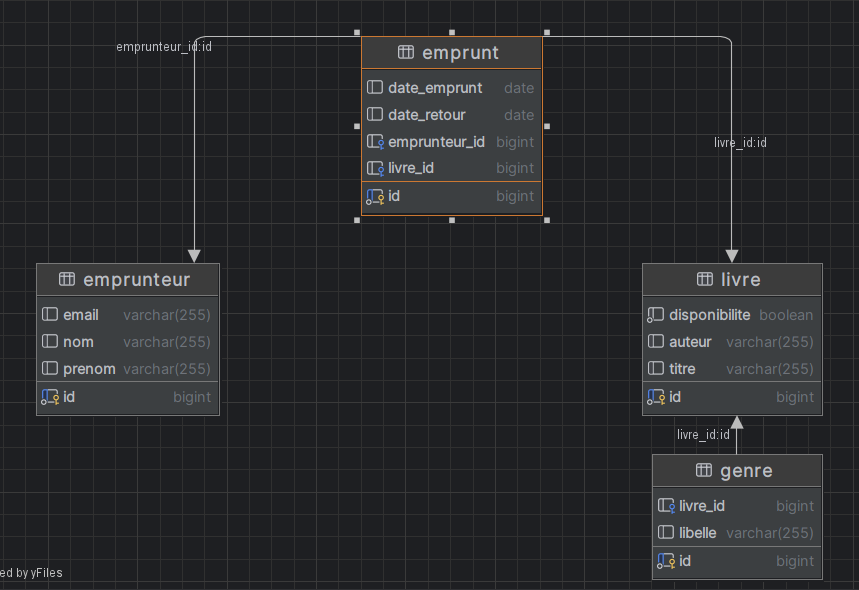 emprunteur_id:id
emprunt
date_emprunt date
date_retour date
emprunteur_id bigint
livre_id bigint
id bigint
livre_id:id
emprunteur
email varchar(255)
nom varchar(255)
prenom varchar(255)
id bigint
livre
disponibilite boolean
auteur varchar(255)
titre varchar(255)
id bigint
livre_id:id
genre
livre_id bigint
libelle varchar(255)
id bigint
ed by yFiles